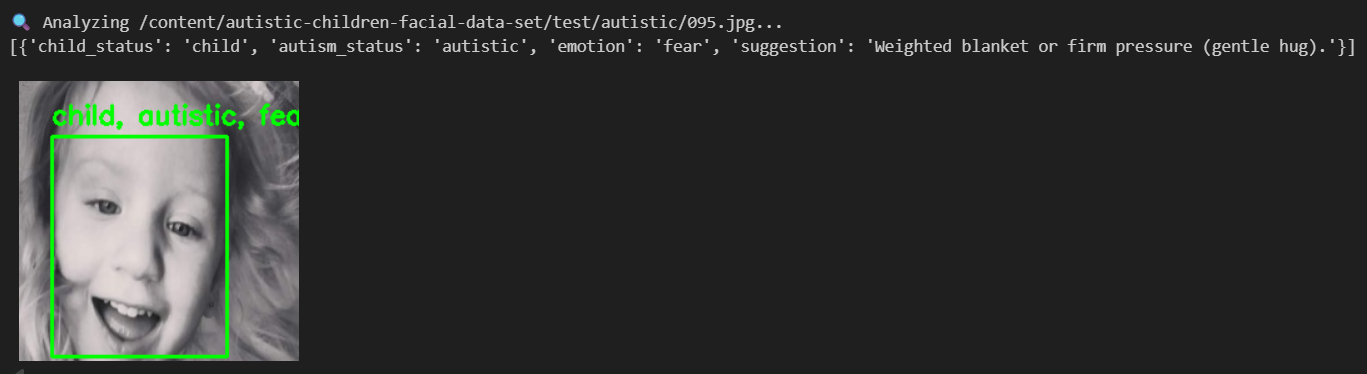 🔍 Analyzing /content/autistic-children-facial-data-set/test/autistic/095.jpg...
[{'child_status': 'child', 'autism_status': 'autistic', 'emotion': 'fear', 'suggestion': 'Weighted blanket or firm pressure (gentle hug).'}]
child, autistic, fea